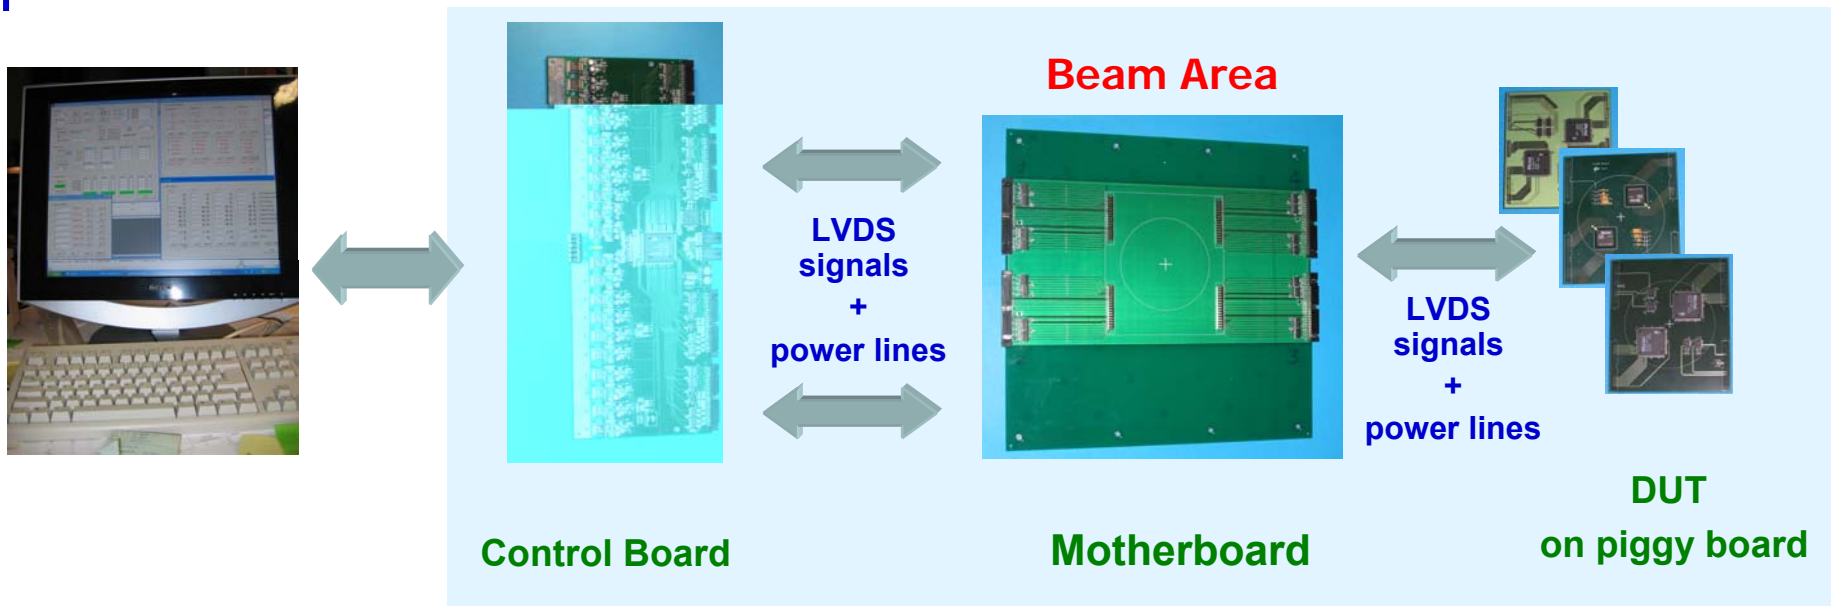 Beam Area
LVDS
signals
+
power lines
LVDS
signals
+
power lines
Control Board
Motherboard
DUT
on piggy board